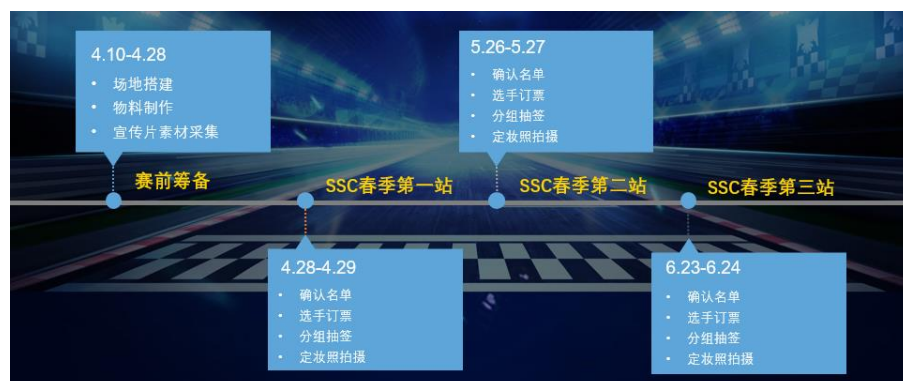 4.10-4.28
• 场地搭建
• 物料制作
• 宣传片素材采集
赛前筹备
SSC春季第一站
4.28-4.29
• 确认名单
• 选手订票
• 分组抽签
• 定妆照拍摄
5.26-5.27
• 确认名单
• 选手订票
• 分组抽签
• 定妆照拍摄
SSC春季第二站
SSC春季第三站
6.23-6.24
• 确认名单
• 选手订票
• 分组抽签
• 定妆照拍摄